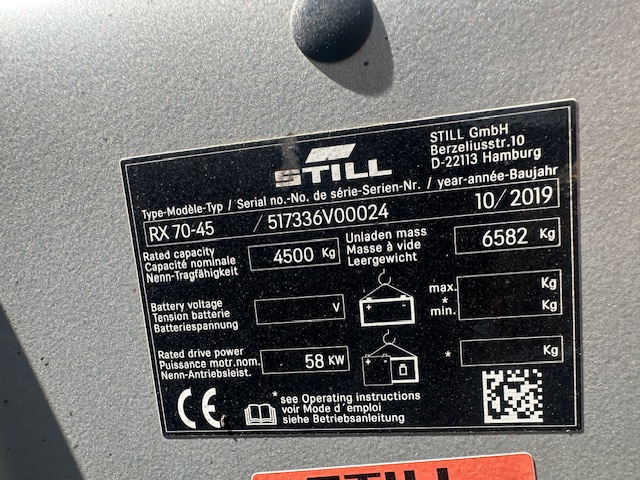 STILL
STILL GmbH
Berzeliusstr.10
D-22113 Hamburg
Type-Modèle-Typ / Serial no.-No. de série-Serien-Nr. / year-année-Baujahr
RX 70-45 / 517336V00024 10/2019
Rated capacity
Capacité nominale
Nenn-Tragfähigkeit
4500 Kg
Unladen mass
Masse à vide
Leergewicht
6582 Kg
Battery voltage
Tension batterie
Batteriespannung
V
max. Kg
*
min. Kg
Rated drive power
Puissance motr.nom.
Nenn-Antriebsleist.
58 KW
* Kg
CE
* see Operating instructions
voir Mode d´emploi
siehe Betriebsanleitung
STILL